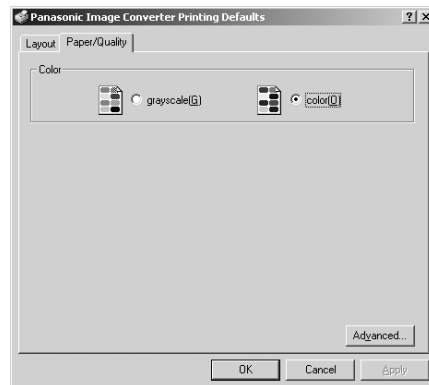 Panasonic Image Converter Printing Defaults
Layout Paper/Quality
Color
grayscale(G) color(O)
Advanced...
OK Cancel Apply